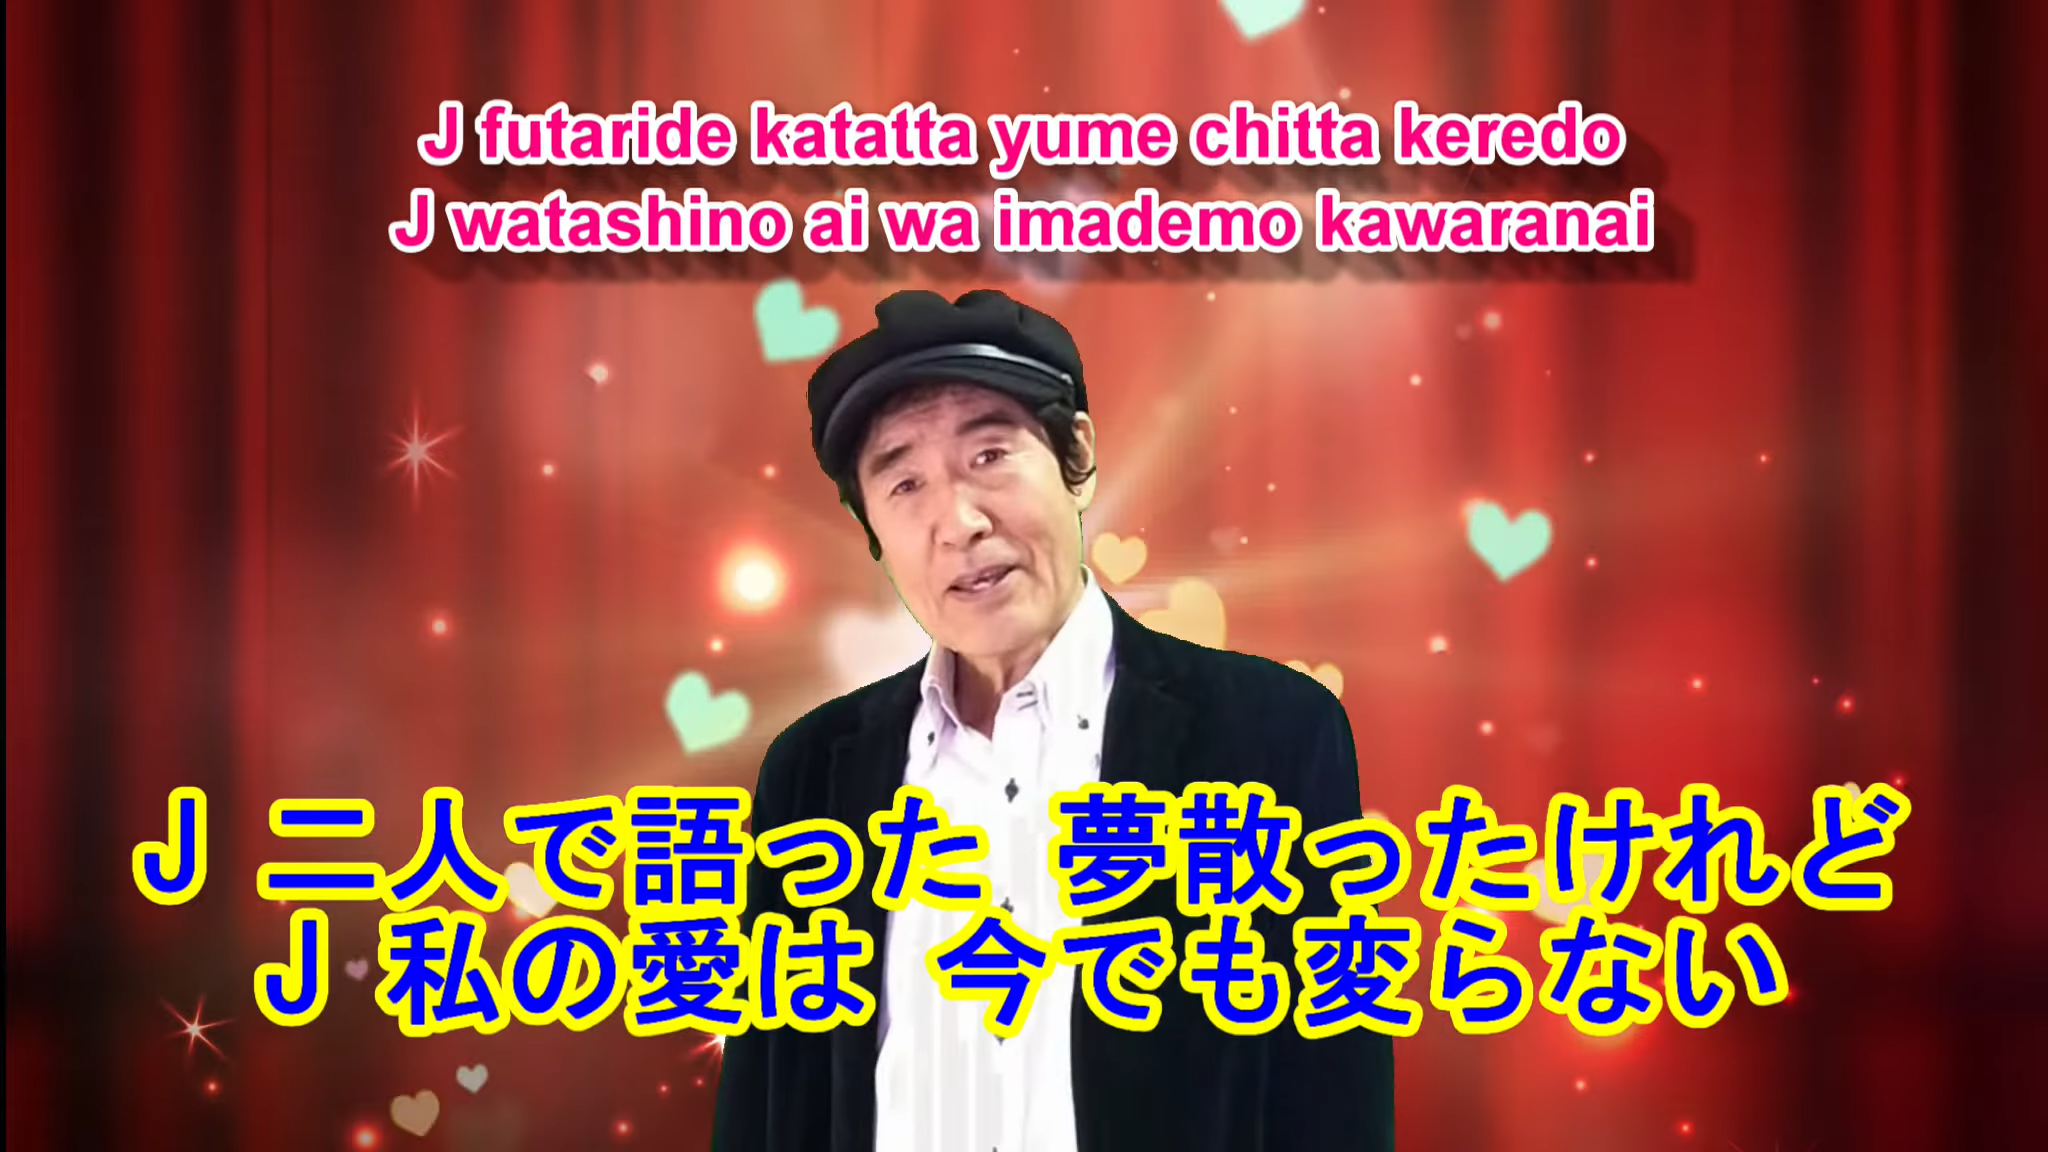 J futaride katatta yume chitta keredo
J watashino ai wa imademo kawaranai
J 二人で語った 夢散ったけれど
J 私の愛は 今でも変らない